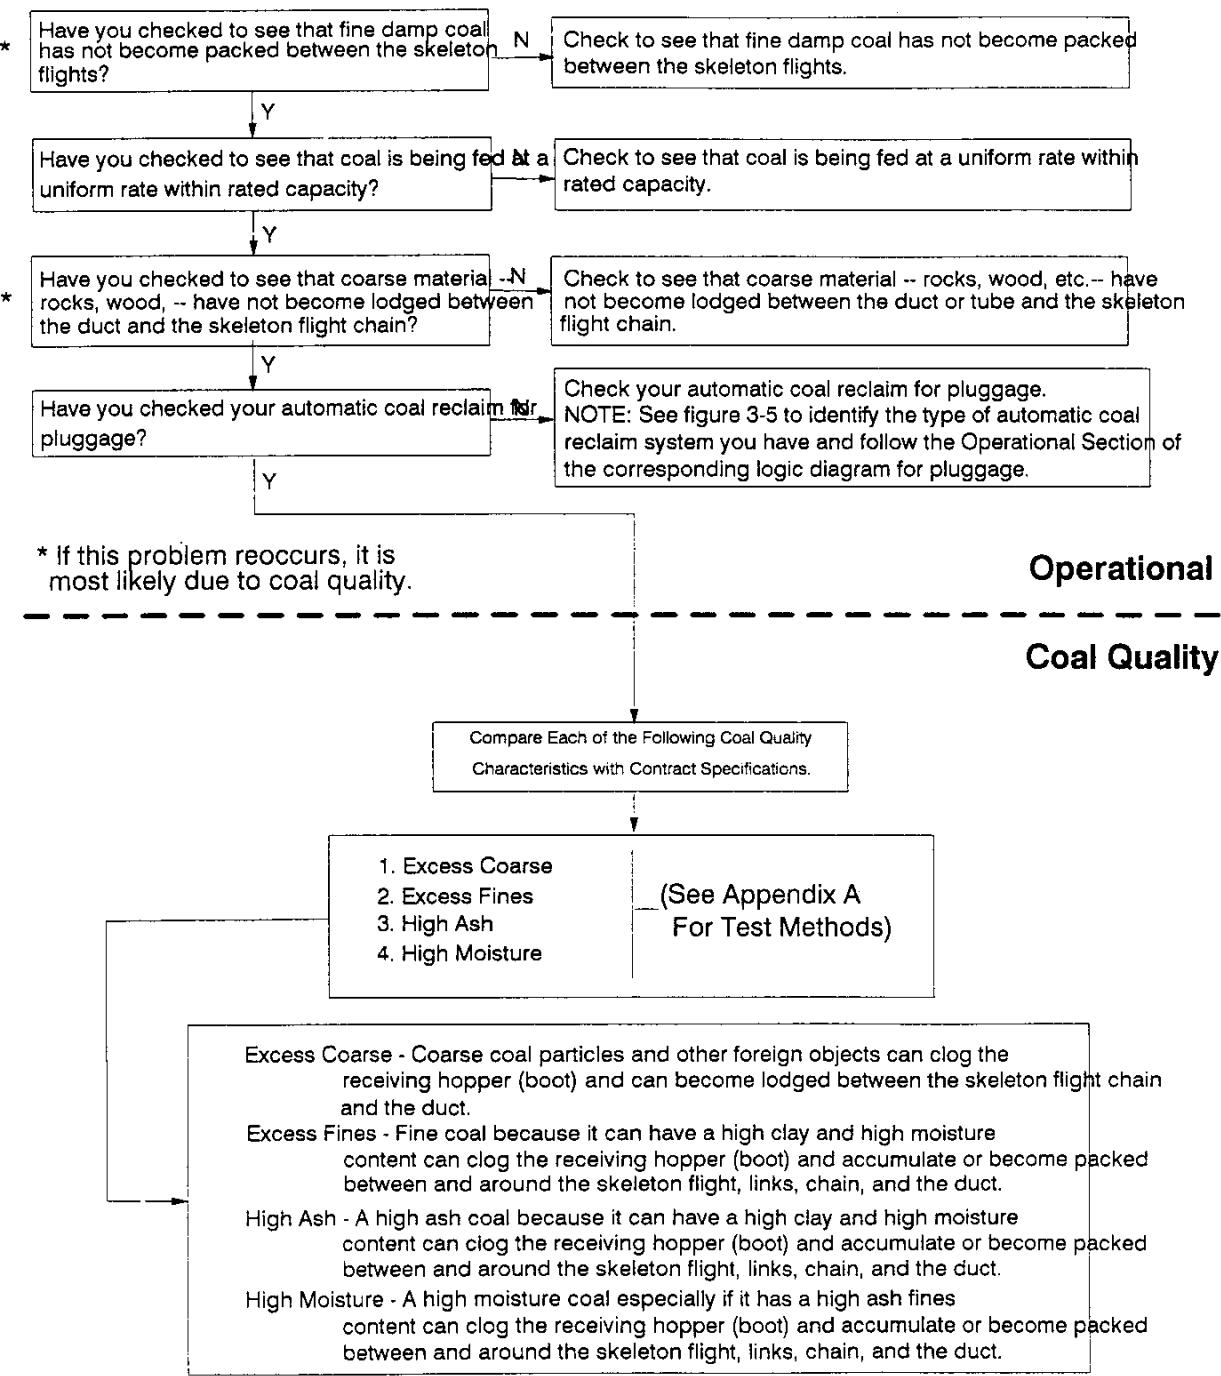 * Have you checked to see that fine damp coal
has not become packed between the skeleton
flights?
N
Check to see that fine damp coal has not become packed
between the skeleton flights.
Y
Have you checked to see that coal is being fed at a
uniform rate within rated capacity?
N
Check to see that coal is being fed at a uniform rate within
rated capacity.
Y
* Have you checked to see that coarse material --
rocks, wood, -- have not become lodged between
the duct and the skeleton flight chain?
N
Check to see that coarse material -- rocks, wood, etc.-- have
not become lodged between the duct or tube and the skeleton
flight chain.
Y
Have you checked your automatic coal reclaim for
pluggage?
N
Check your automatic coal reclaim for pluggage.
NOTE: See figure 3-5 to identify the type of automatic coal
reclaim system you have and follow the Operational Section of
the corresponding logic diagram for pluggage.
Y
* If this problem reoccurs, it is
most likely due to coal quality.
Operational
Coal Quality
Compare Each of the Following Coal Quality
Characteristics with Contract Specifications.
1. Excess Coarse
2. Excess Fines
3. High Ash
4. High Moisture
(See Appendix A
For Test Methods)
Excess Coarse - Coarse coal particles and other foreign objects can clog the
receiving hopper (boot) and can become lodged between the skeleton flight chain
and the duct.
Excess Fines - Fine coal because it can have a high clay and high moisture
content can clog the receiving hopper (boot) and accumulate or become packed
between and around the skeleton flight, links, chain, and the duct.
High Ash - A high ash coal because it can have a high clay and high moisture
content can clog the receiving hopper (boot) and accumulate or become packed
between and around the skeleton flight, links, chain, and the duct.
High Moisture - A high moisture coal especially if it has a high ash fines
content can clog the receiving hopper (boot) and accumulate or become packed
between and around the skeleton flight, links, chain, and the duct.